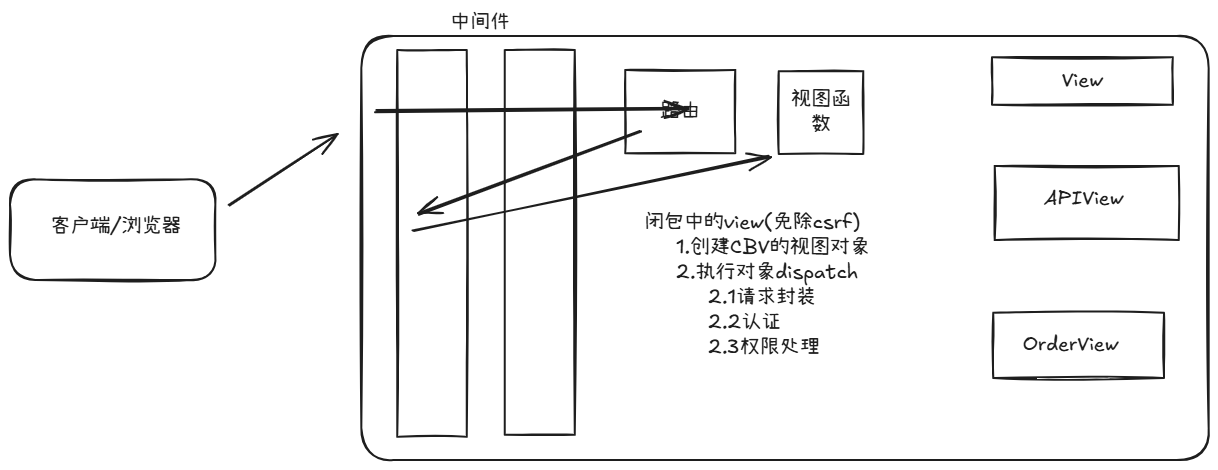 中间件
客户端/浏览器
路由
视图函
数
闭包中的view(免除csrf)
1.创建CBV的视图对象
2.执行对象dispatch
2.1请求封装
2.2认证
2.3权限处理
View
APIView
OrderView